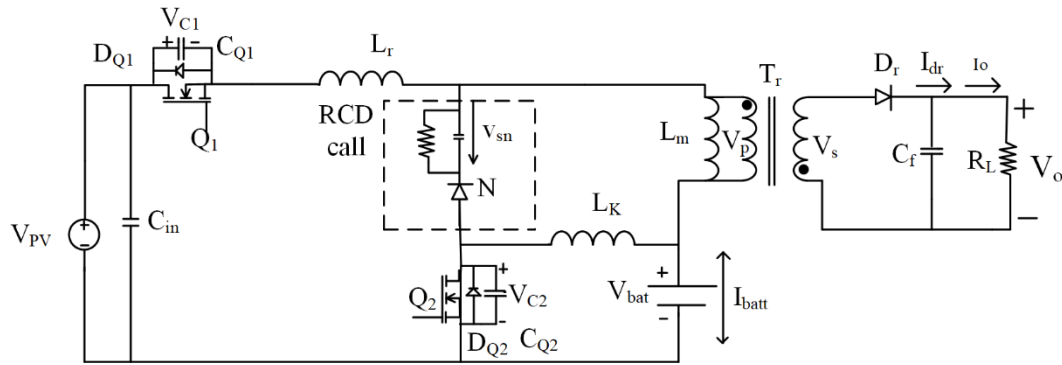 V_C1
+ -
D_Q1
C_Q1
L_r
Q_1
RCD
call
v_sn
N
L_m
V_p
T_r
V_s
D_r
I_dr
I_o
+
C_f
R_L
V_o
−
V_PV
+
-
C_in
L_K
Q_2
+
V_C2
-
D_Q2
C_Q2
V_bat
+
-
I_batt